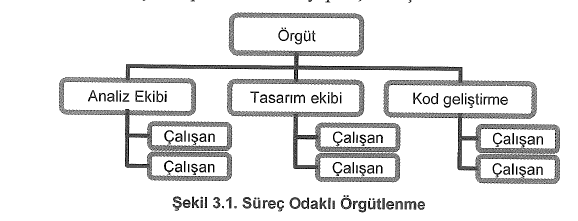 Örgüt
Analiz Ekibi
Tasarım ekibi
Kod geliştirme
Çalışan
Çalışan
Çalışan
Çalışan
Çalışan
Çalışan
Şekil 3.1. Süreç Odaklı Örgütlenme